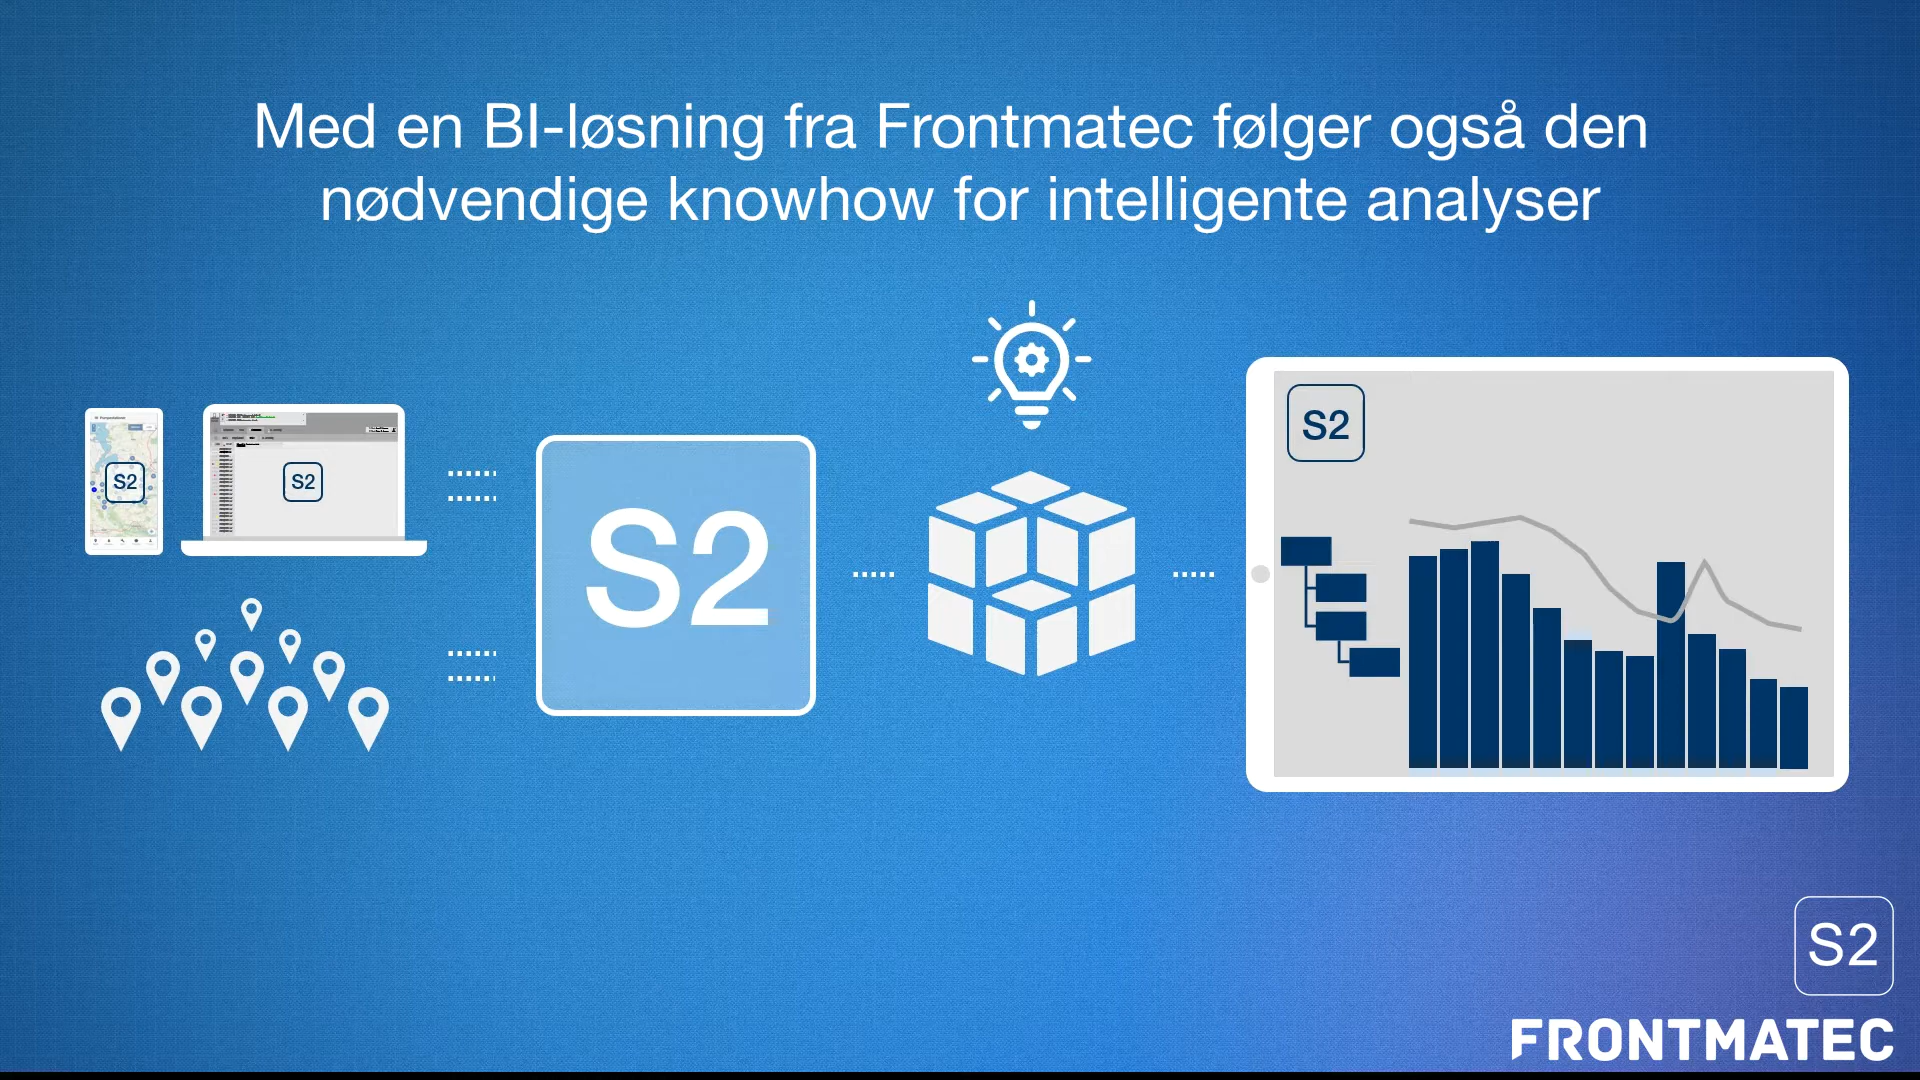 Med en BI-løsning fra Frontmatec følger også den
nødvendige knowhow for intelligente analyser
S2
S2
S2
S2
S2
FRONTMATEC